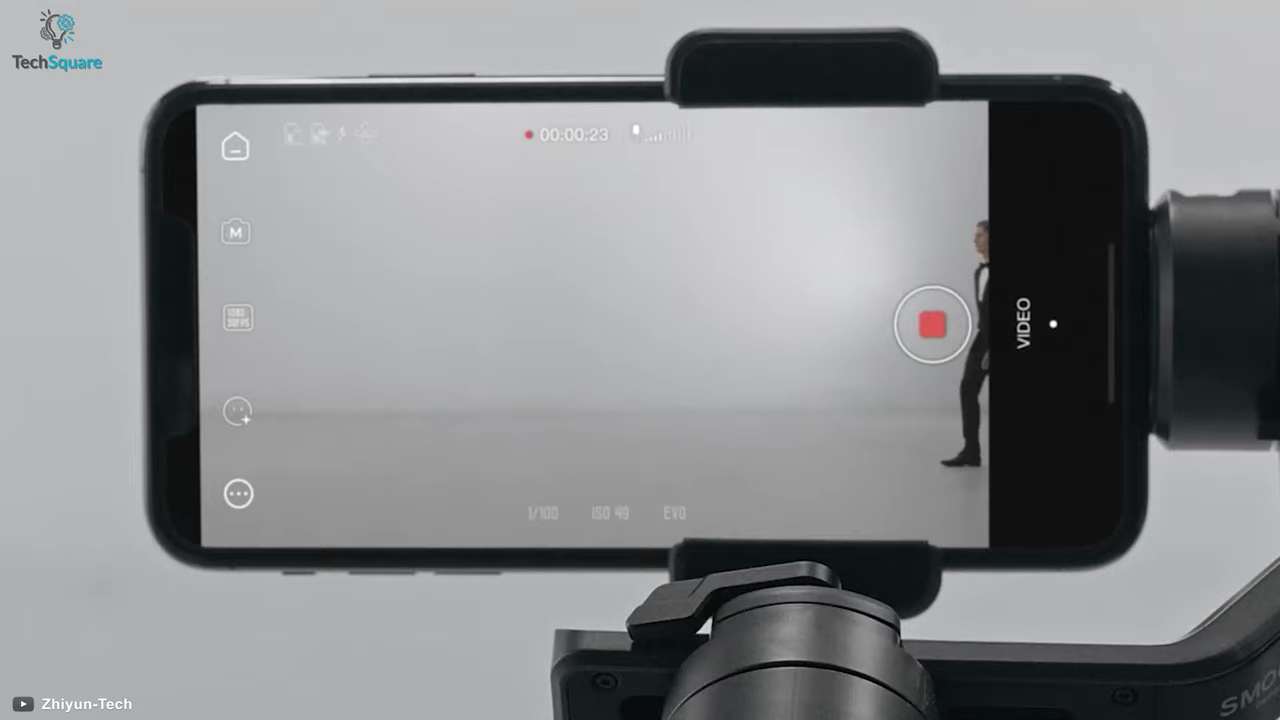 TechSquare
00:00:23
M
1080
30FPS
VIDEO
1/100 ISO 49 EV0
Zhiyun-Tech